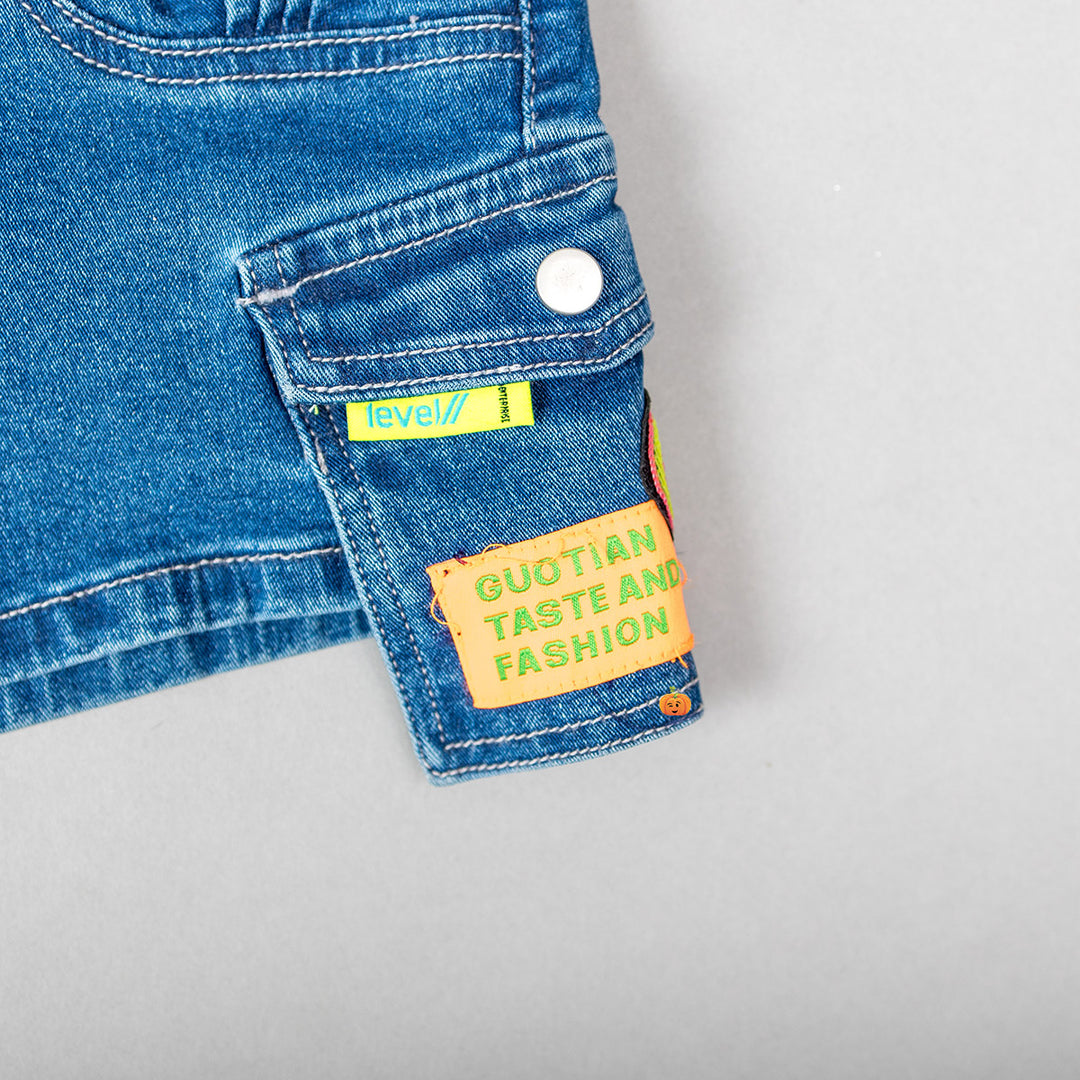 level//
GUOTIAN
TASTE AND
FASHION